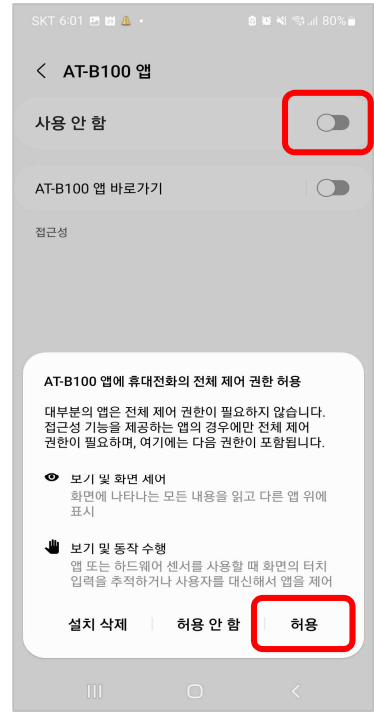 SKT 6:01
80%
AT-B100 앱
사용 안 함
AT-B100 앱 바로가기
접근성
AT-B100 앱에 휴대전화의 전체 제어 권한 허용
대부분의 앱은 전체 제어 권한이 필요하지 않습니다.
접근성 기능을 제공하는 앱의 경우에만 전체 제어
권한이 필요하며, 여기에는 다음 권한이 포함됩니다.
보기 및 화면 제어
화면에 나타나는 모든 내용을 읽고 다른 앱 위에
표시
보기 및 동작 수행
앱 또는 하드웨어 센서를 사용할 때 화면의 터치
입력을 추적하거나 사용자를 대신해서 앱을 제어
설치 삭제
허용 안 함
허용